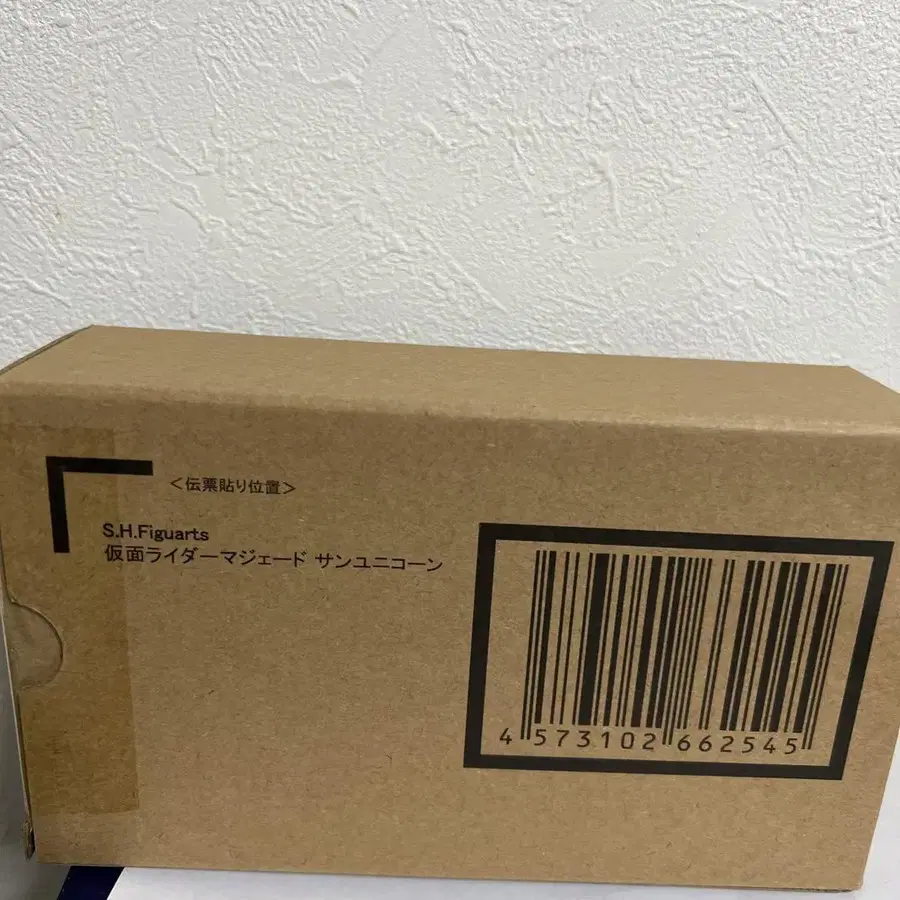 ＜伝票貼り位置＞
S.H.Figuarts
仮面ライダーマジェード サンユニコーン
4 573102 662545